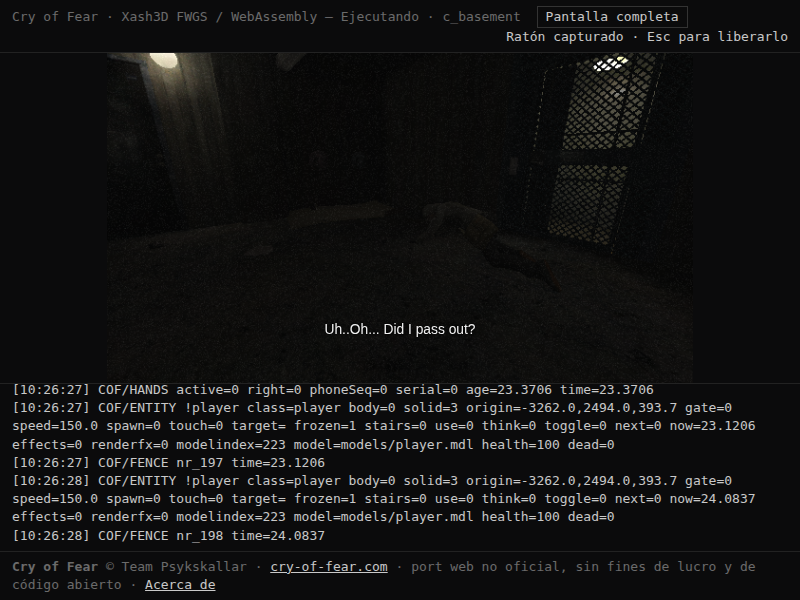 Cry of Fear · Xash3D FWGS / WebAssembly — Ejecutando · c_basement
Pantalla completa
Ratón capturado · Esc para liberarlo
Uh..Oh... Did I pass out?
[10:26:27] COF/HANDS active=0 right=0 phoneSeq=0 serial=0 age=23.3706 time=23.3706
[10:26:27] COF/ENTITY !player class=player body=0 solid=3 origin=-3262.0,2494.0,393.7 gate=0
speed=150.0 spawn=0 touch=0 target= frozen=1 stairs=0 use=0 think=0 toggle=0 next=0 now=23.1206
effects=0 renderfx=0 modelindex=223 model=models/player.mdl health=100 dead=0
[10:26:27] COF/FENCE nr_197 time=23.1206
[10:26:28] COF/ENTITY !player class=player body=0 solid=3 origin=-3262.0,2494.0,393.7 gate=0
speed=150.0 spawn=0 touch=0 target= frozen=1 stairs=0 use=0 think=0 toggle=0 next=0 now=24.0837
effects=0 renderfx=0 modelindex=223 model=models/player.mdl health=100 dead=0
[10:26:28] COF/FENCE nr_198 time=24.0837
Cry of Fear © Team Psykskallar · cry-of-fear.com · port web no oficial, sin fines de lucro y de
código abierto · Acerca de